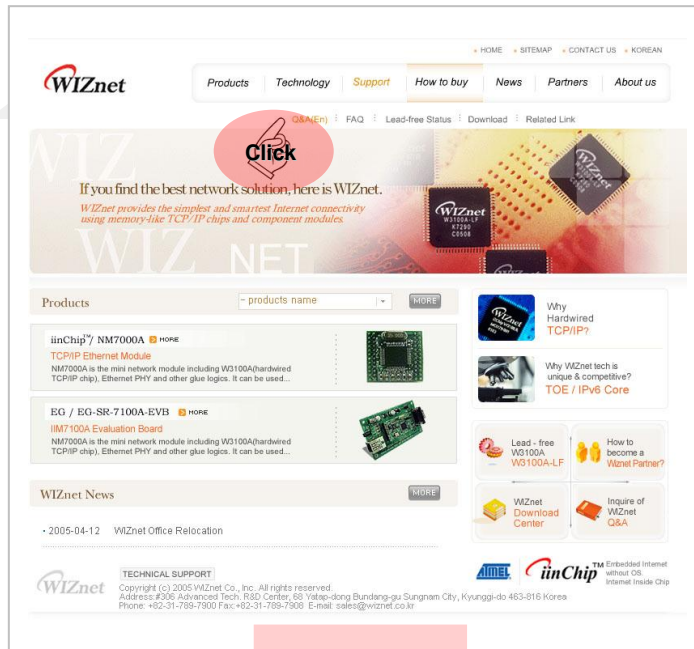 HOME SITEMAP CONTACT US KOREAN
WIZnet
Products Technology Support How to buy News Partners About us
Q&A(En) FAQ Lead-free Status Download Related Link
Click
WIZ
If you find the best network solution, here is WIZnet.
WIZnet provides the simplest and smartest Internet connectivity
using memory-like TCP/IP chips and component modules.
WIZ NET
WIZnet
W3100A-LF
K7290
C0508
WIZnet
Products
~ products name
MORE
iinChip™/ NM7000A MORE
TCP/IP Ethernet Module
NM7000A is the mini network module including W3100A(hardwired
TCP/IP chip), Ethernet PHY and other glue logics. It can be used...
EG / EG-SR-7100A-EVB MORE
IIM7100A Evaluation Board
NM7000A is the mini network module including W3100A(hardwired
TCP/IP chip), Ethernet PHY and other glue logics. It can be used...
WIZnet
Why
Hardwired
TCP/IP?
Why WIZnet tech is
unique & competitive?
TOE / IPv6 Core
Lead - free
W3100A
W3100A-LF
How to
become a
Wiznet Partner?
WIZnet
Download
Center
Inquire of
WIZnet
Q&A
WIZnet News
MORE
· 2005-04-12 WIZnet Office Relocation
WIZnet
TECHNICAL SUPPORT
Copyright (c) 2005 WIZnet Co., Inc. All rights reserved.
Address:#306 Advanced Tech. R&D Center, 68 Yatap-dong Bundang-gu Sungnam City, Kyunggi-do 463-816 Korea
Phone: +82-31-789-7900 Fax:+82-31-789-7908 E-mail: sales@wiznet.co.kr
ATMEL
iinChip™
Embedded Internet
without OS.
Internet Inside Chip